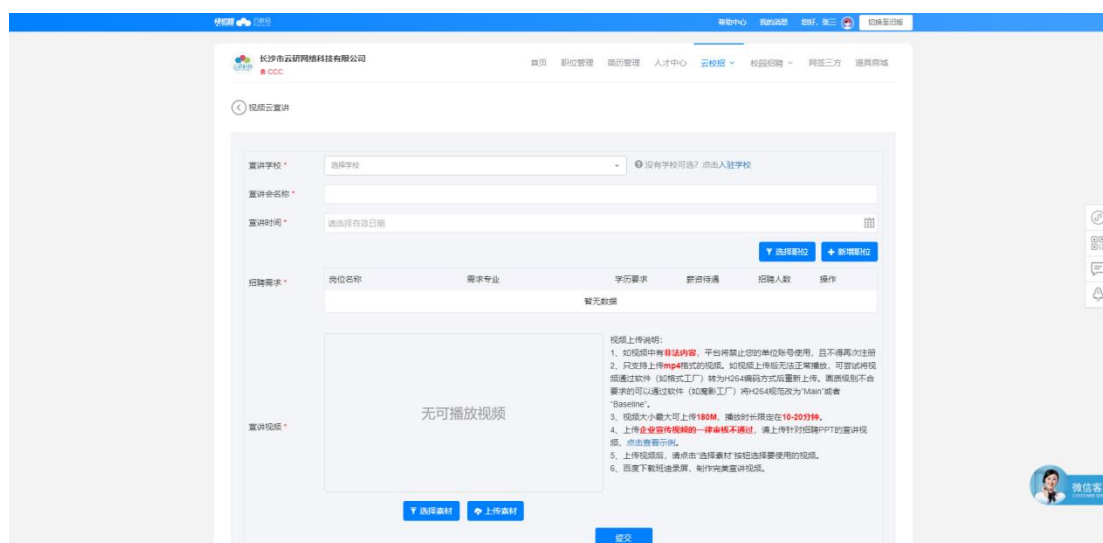 云就业
帮助中心 我的消息 您好，张三 切换至旧版
长沙市云研网络科技有限公司
CCC
首页 职位管理 简历管理 人才中心 云校招 校园招聘 网签三方 道具商城
视频云宣讲
宣讲学校 *
选择学校
没有学校可选？点击入驻学校
宣讲会名称 *
宣讲时间 *
请选择有效日期
选择职位 新增职位
招聘需求 *
岗位名称 需求专业 学历要求 薪资待遇 招聘人数 操作
暂无数据
宣讲视频 *
无可播放视频
视频上传说明：
1、如视频中有非法内容，平台将禁止您的单位账号使用，且不得再次注册
2、只支持上传mp4格式的视频。如视频上传后无法正常播放，可尝试将视
频通过软件（如格式工厂）转为H264编码方式后重新上传。画质级别不合
要求的可以通过软件（如魔影工厂）将H264规范改为“Main”或者
“Baseline”。
3、视频大小最大可上传180M，播放时长限定在10-20分钟。
4、上传企业宣传视频的一律审核不通过，请上传针对招聘PPT的宣讲视
频，点击查看示例。
5、上传视频后，请点击“选择素材”按钮选择要使用的视频。
6、百度下载班迪录屏，制作完美宣讲视频。
选择素材 上传素材
提交
微信客